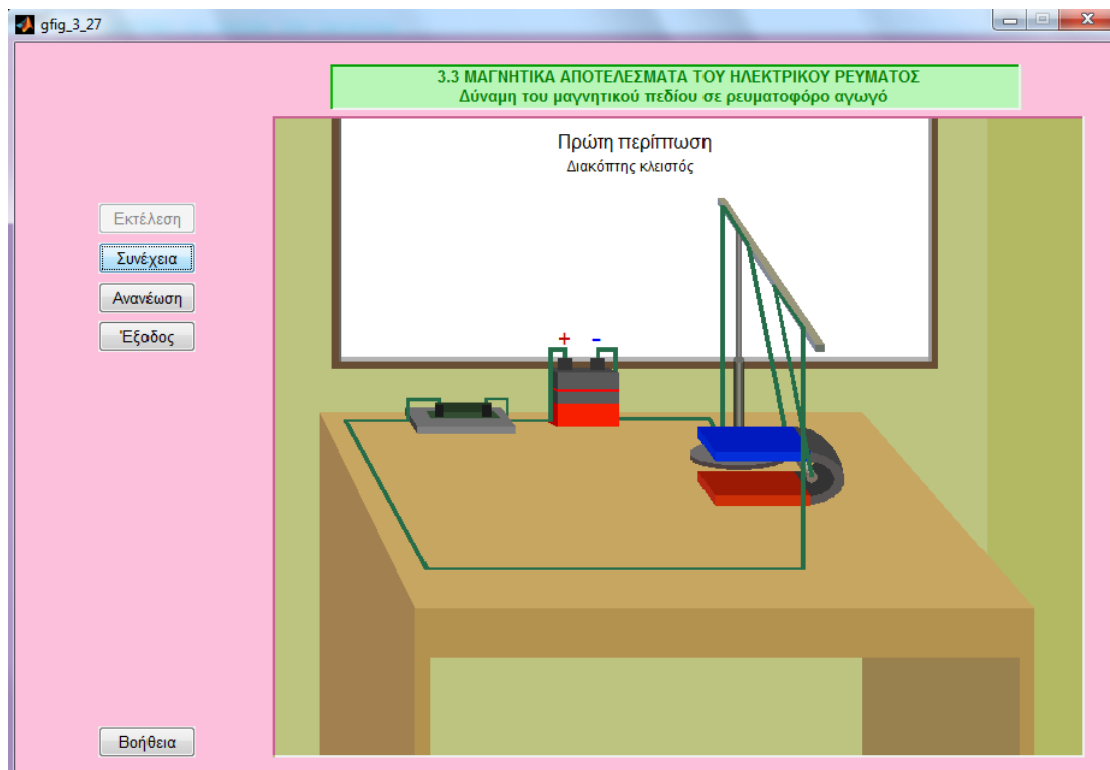 gfig_3_27
3.3 ΜΑΓΝΗΤΙΚΑ ΑΠΟΤΕΛΕΣΜΑΤΑ ΤΟΥ ΗΛΕΚΤΡΙΚΟΥ ΡΕΥΜΑΤΟΣ
Δύναμη του μαγνητικού πεδίου σε ρευματοφόρο αγωγό
Πρώτη περίπτωση
Διακόπτης κλειστός
Εκτέλεση
Συνέχεια
Ανανέωση
Έξοδος
+ -
Βοήθεια